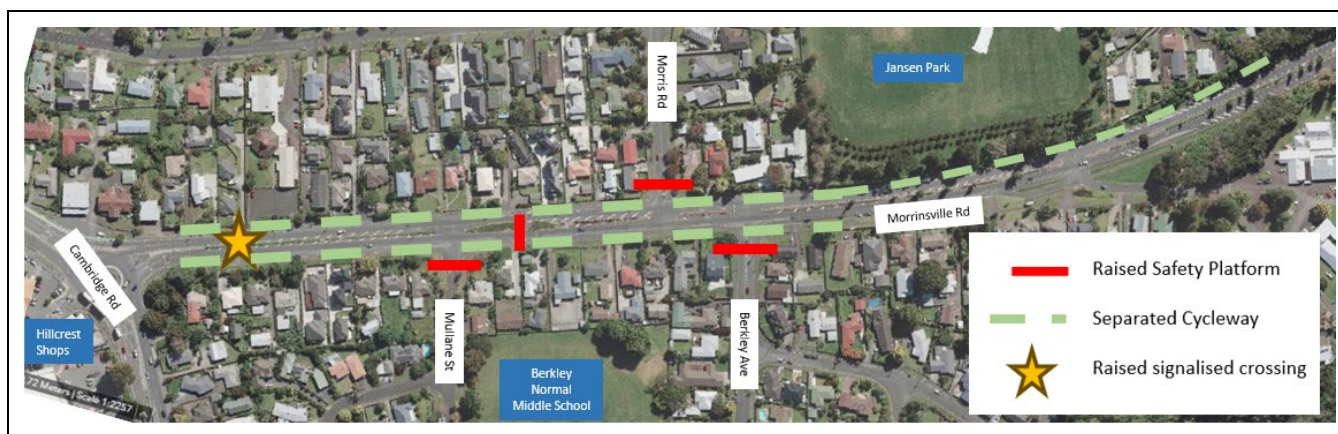 Morris Rd
Jansen Park
Morrinsville Rd
Cambridge Rd
Hillcrest
Shops
72 Meters | Scale 1:2257
Mullane St
Berkley
Normal
Middle School
Berkley Ave
Raised Safety Platform
Separated Cycleway
Raised signalised crossing